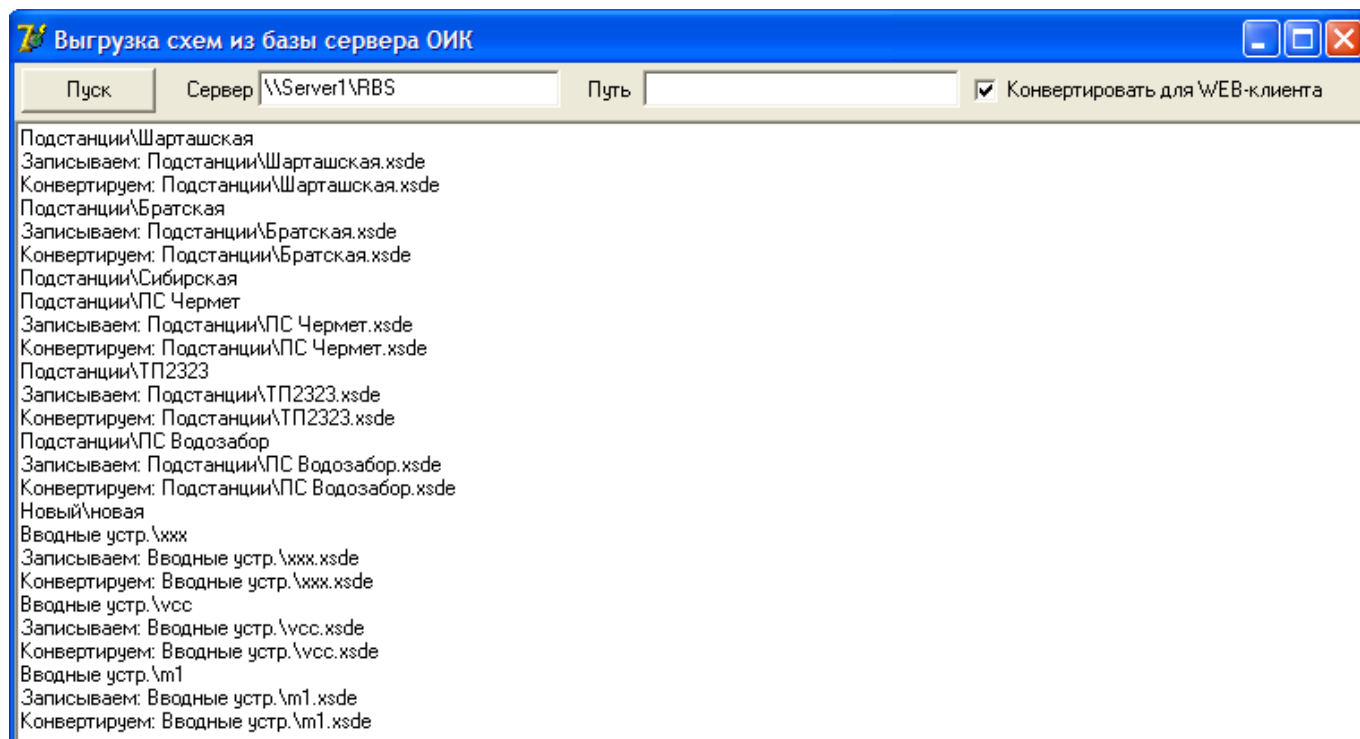 Выгрузка схем из базы сервера ОИК
Пуск Сервер \\Server1\RBS Путь Конвертировать для WEB-клиента
Подстанции\Шарташская
Записываем: Подстанции\Шарташская.xsde
Конвертируем: Подстанции\Шарташская.xsde
Подстанции\Братская
Записываем: Подстанции\Братская.xsde
Конвертируем: Подстанции\Братская.xsde
Подстанции\Сибирская
Подстанции\ПС Чермет
Записываем: Подстанции\ПС Чермет.xsde
Конвертируем: Подстанции\ПС Чермет.xsde
Подстанции\ТП2323
Записываем: Подстанции\ТП2323.xsde
Конвертируем: Подстанции\ТП2323.xsde
Подстанции\ПС Водозабор
Записываем: Подстанции\ПС Водозабор.xsde
Конвертируем: Подстанции\ПС Водозабор.xsde
Новый\новая
Вводные устр.\xxx
Записываем: Вводные устр.\xxx.xsde
Конвертируем: Вводные устр.\xxx.xsde
Вводные устр.\vcc
Записываем: Вводные устр.\vcc.xsde
Конвертируем: Вводные устр.\vcc.xsde
Вводные устр.\m1
Записываем: Вводные устр.\m1.xsde
Конвертируем: Вводные устр.\m1.xsde